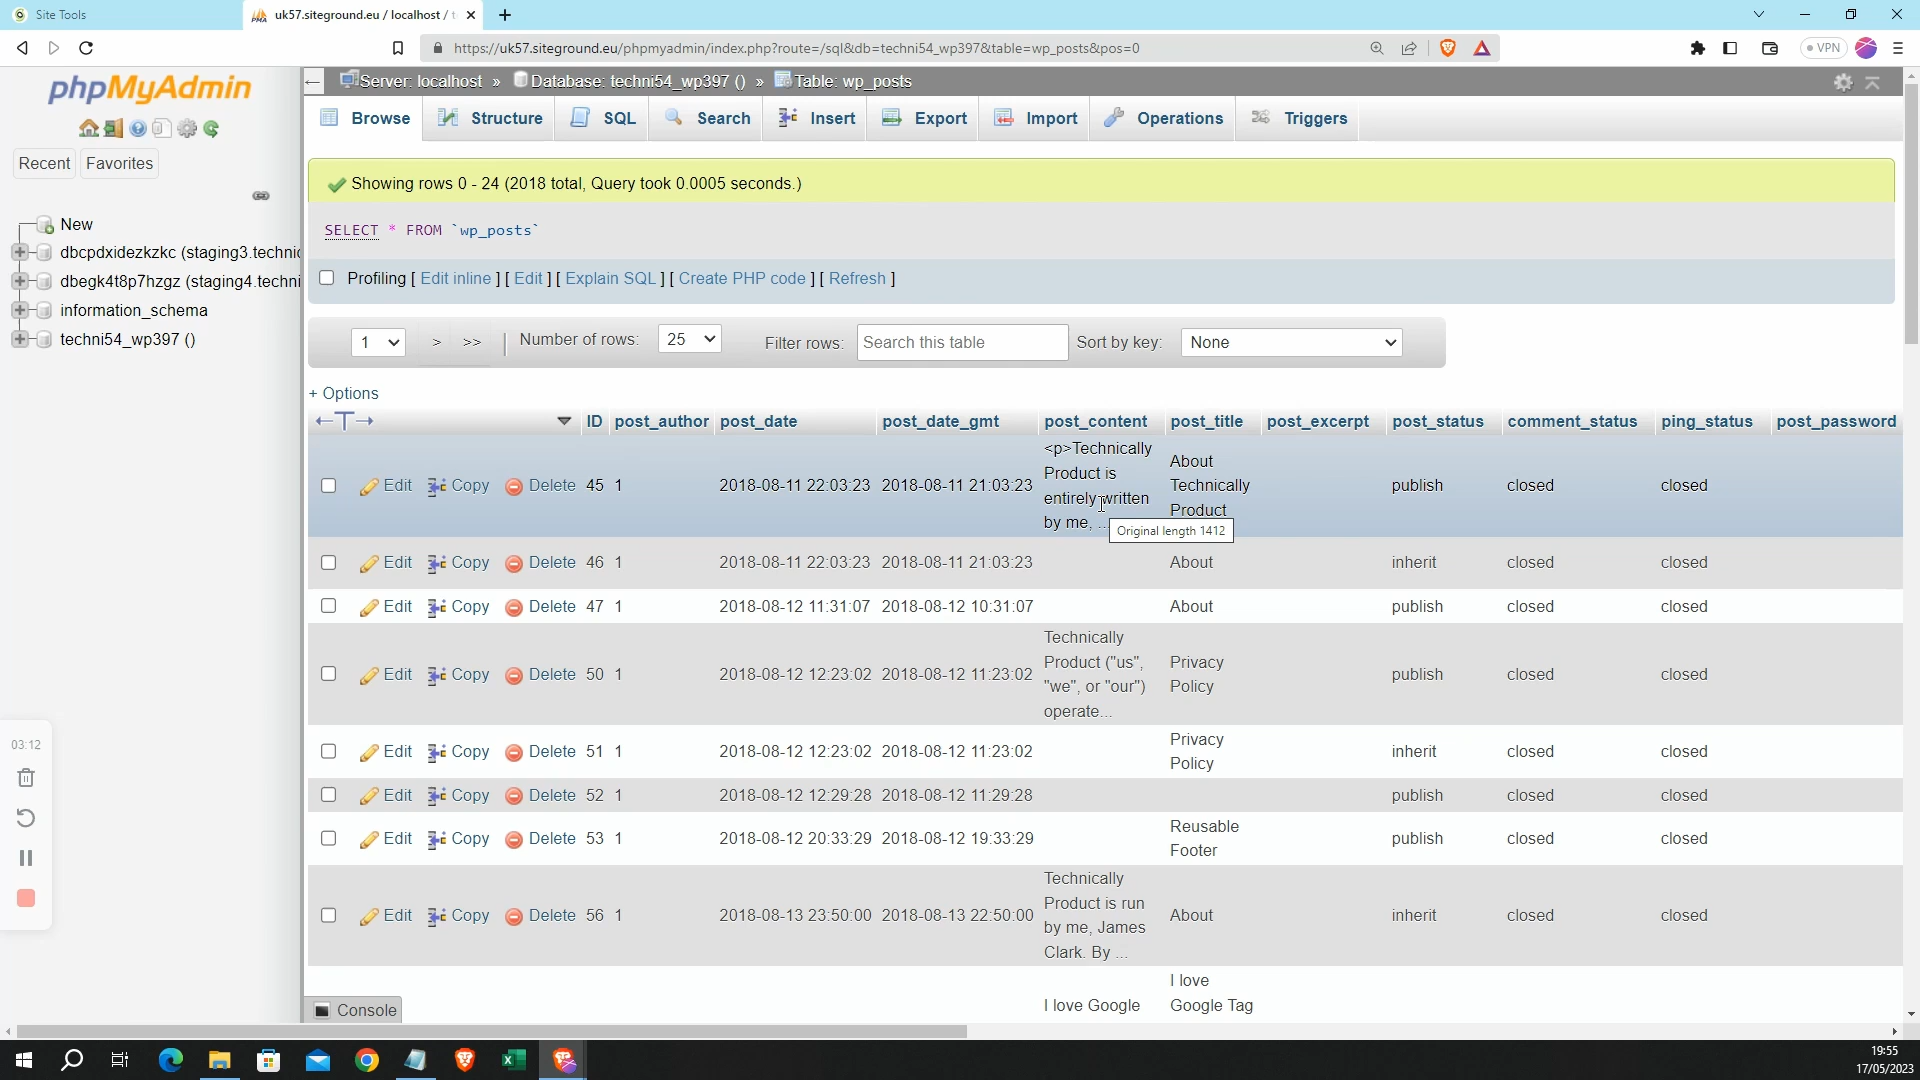 Site Tools
uk57.siteground.eu / localhost / t
https://uk57.siteground.eu/phpmyadmin/index.php?route=/sql&db=techni54_wp397&table=wp_posts&pos=0
VPN
phpMyAdmin
Recent Favorites
New
dbcpdxidezkzkc (staging3.technic
dbegk4t8p7hzgz (staging4.techni
information_schema
techni54_wp397 ()
03:12
Server: localhost » Database: techni54_wp397 () » Table: wp_posts
Browse Structure SQL Search Insert Export Import Operations Triggers
Showing rows 0 - 24 (2018 total, Query took 0.0005 seconds.)
SELECT * FROM `wp_posts`
Profiling [ Edit inline ] [ Edit ] [ Explain SQL ] [ Create PHP code ] [ Refresh ]
1 > >> | Number of rows: 25 Filter rows: Search this table Sort by key: None
+ Options
ID post_author post_date post_date_gmt post_content post_title post_excerpt post_status comment_status ping_status post_password
<p>Technically
Product is
entirely written
by me, ...
About
Technically
Product
Edit Copy Delete 45 1 2018-08-11 22:03:23 2018-08-11 21:03:23 publish closed closed
Original length 1412
Edit Copy Delete 46 1 2018-08-11 22:03:23 2018-08-11 21:03:23 About inherit closed closed
Edit Copy Delete 47 1 2018-08-12 11:31:07 2018-08-12 10:31:07 About publish closed closed
Technically
Product ("us",
"we", or "our")
operate...
Privacy
Policy
Edit Copy Delete 50 1 2018-08-12 12:23:02 2018-08-12 11:23:02 publish closed closed
Privacy
Policy
Edit Copy Delete 51 1 2018-08-12 12:23:02 2018-08-12 11:23:02 inherit closed closed
Edit Copy Delete 52 1 2018-08-12 12:29:28 2018-08-12 11:29:28 publish closed closed
Reusable
Footer
Edit Copy Delete 53 1 2018-08-12 20:33:29 2018-08-12 19:33:29 publish closed closed
Technically
Product is run
by me, James
Clark. By ...
Edit Copy Delete 56 1 2018-08-13 23:50:00 2018-08-13 22:50:00 About inherit closed closed
I love Google
I love
Google Tag
Console
19:55
17/05/2023